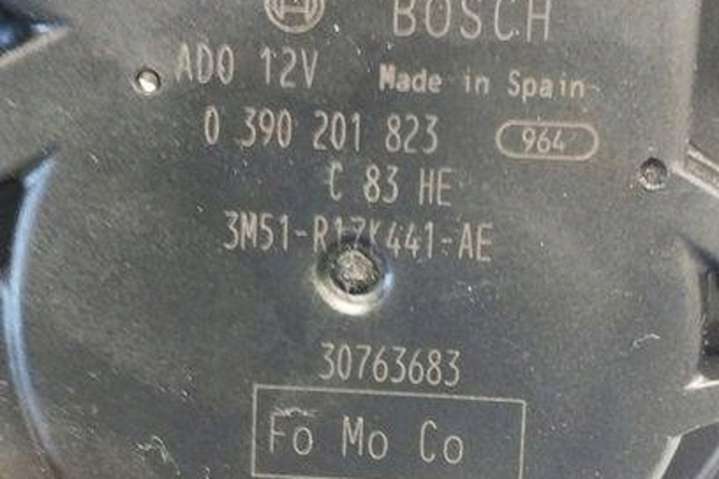 BOSCH
AD0 12V Made in Spain
0 390 201 823 964
C 83 HE
3M51-R17K441-AE
30763683
Fo Mo Co